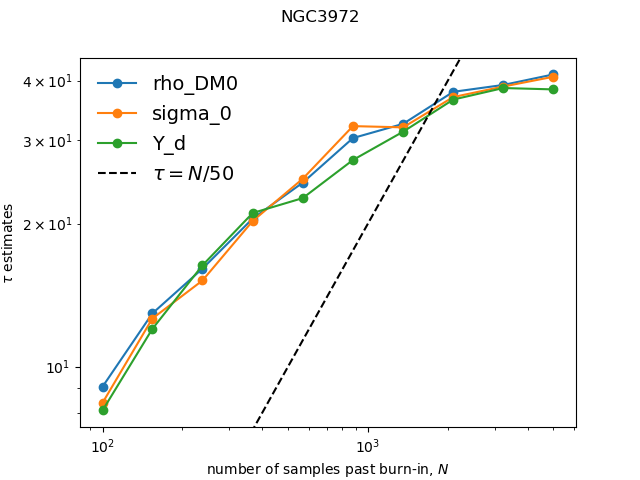 NGC3972
4 × 10¹
3 × 10¹
2 × 10¹
10¹
τ estimates
rho_DM0
sigma_0
Y_d
τ = N/50
10² 10³
number of samples past burn-in, N